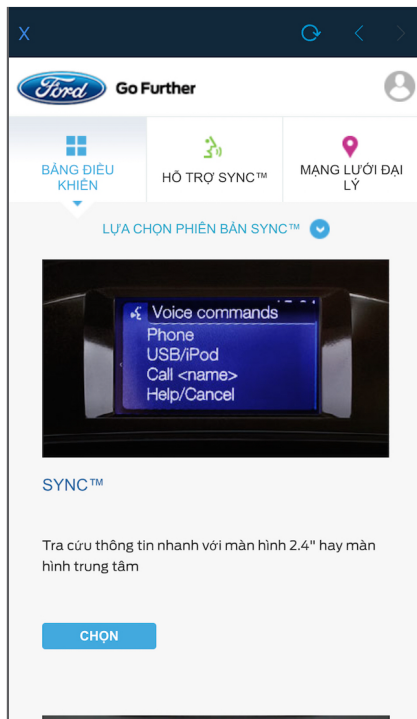 X
Ford
Go Further
BẢNG ĐIỀU
KHIỂN
HỖ TRỢ SYNC™
MẠNG LƯỚI ĐẠI
LÝ
LỰA CHỌN PHIÊN BẢN SYNC™
Voice commands
Phone
USB/iPod
Call <name>
Help/Cancel
SYNC™
Tra cứu thông tin nhanh với màn hình 2.4" hay màn
hình trung tâm
CHỌN